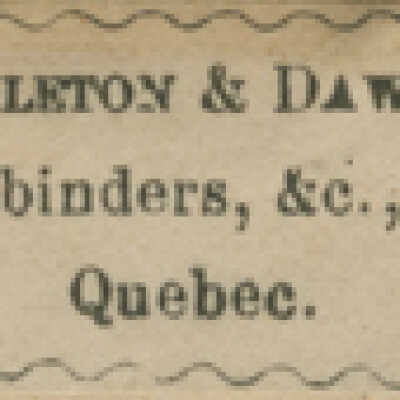 LETON & DAW
binders, &c.,
Quebec.